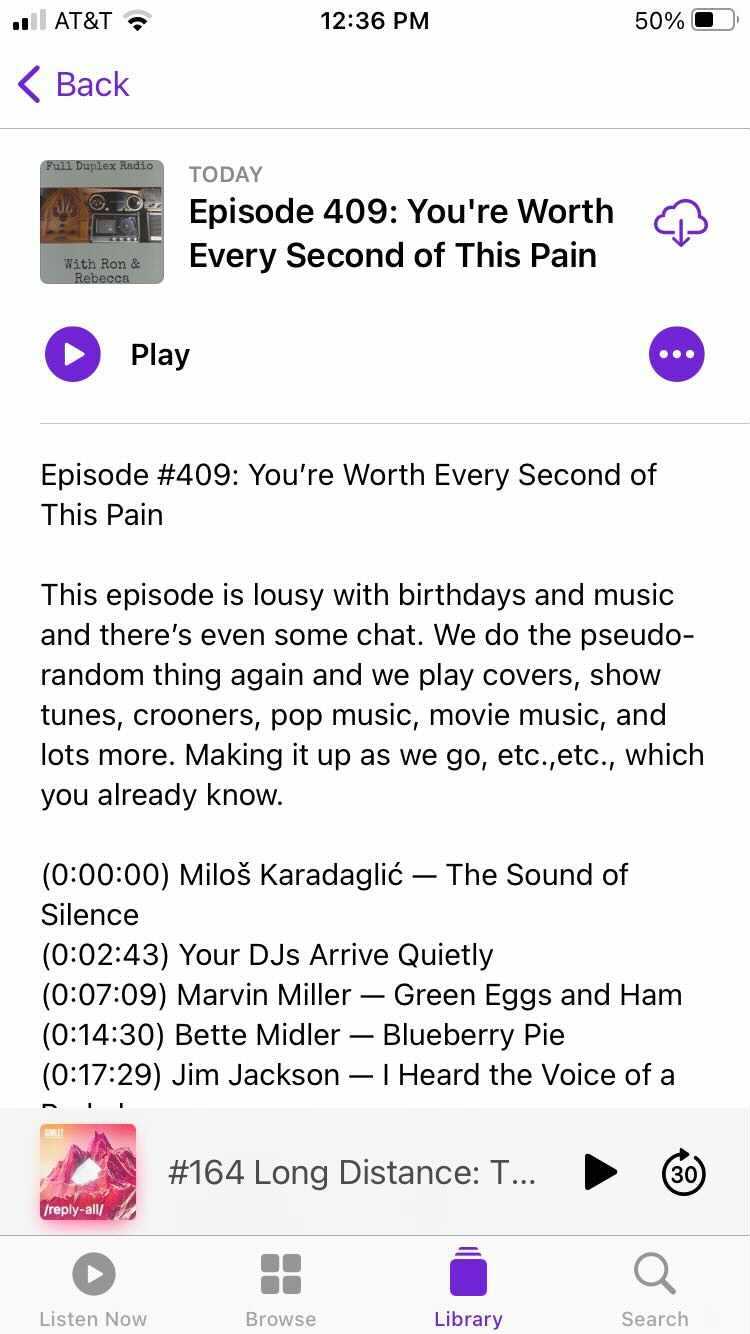 AT&T
12:36 PM
50%
Back
Full Duplex Radio
With Ron &
Rebecca
TODAY
Episode 409: You're Worth
Every Second of This Pain
Play
Episode #409: You’re Worth Every Second of
This Pain
This episode is lousy with birthdays and music
and there’s even some chat. We do the pseudo-
random thing again and we play covers, show
tunes, crooners, pop music, movie music, and
lots more. Making it up as we go, etc.,etc., which
you already know.
(0:00:00) Miloš Karadaglić — The Sound of
Silence
(0:02:43) Your DJs Arrive Quietly
(0:07:09) Marvin Miller — Green Eggs and Ham
(0:14:30) Bette Midler — Blueberry Pie
(0:17:29) Jim Jackson — I Heard the Voice of a
GIMLET
/reply-all/
#164 Long Distance: T...
30
Listen Now
Browse
Library
Search